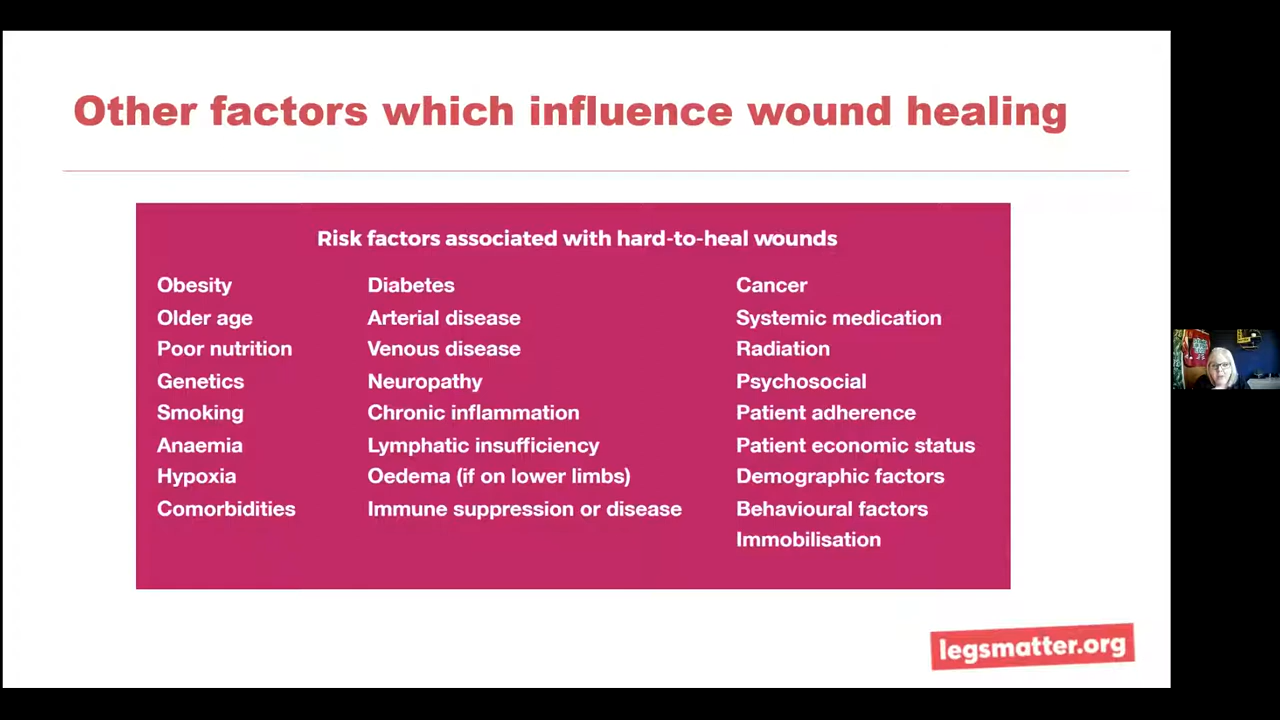 Other factors which influence wound healing
Risk factors associated with hard-to-heal wounds
Obesity
Older age
Poor nutrition
Genetics
Smoking
Anaemia
Hypoxia
Comorbidities
Diabetes
Arterial disease
Venous disease
Neuropathy
Chronic inflammation
Lymphatic insufficiency
Oedema (if on lower limbs)
Immune suppression or disease
Cancer
Systemic medication
Radiation
Psychosocial
Patient adherence
Patient economic status
Demographic factors
Behavioural factors
Immobilisation
legsmatter.org